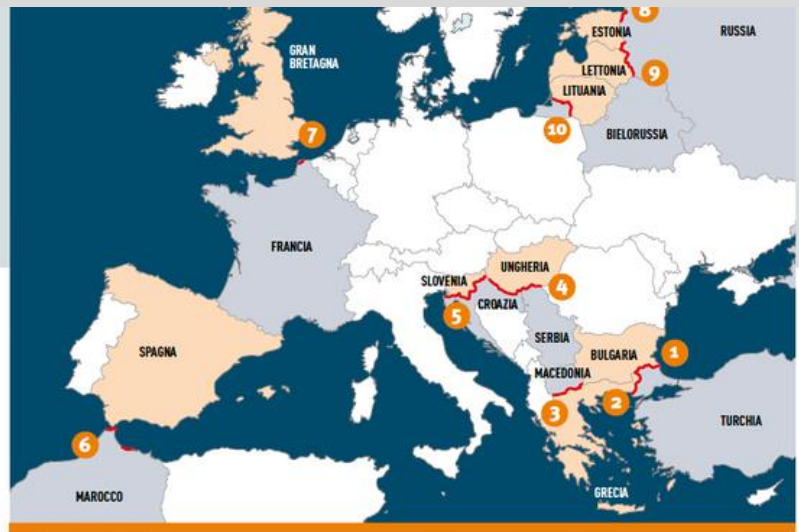 8
ESTONIA
RUSSIA
GRAN
BRETAGNA
LETTONIA
9
LITUANIA
7
10
BIELORUSSIA
FRANCIA
UNGHERIA
SLOVENIA
4
CROAZIA
5
SERBIA
SPAGNA
BULGARIA
1
MACEDONIA
2
3
TURCHIA
6
MAROCCO
GRECIA